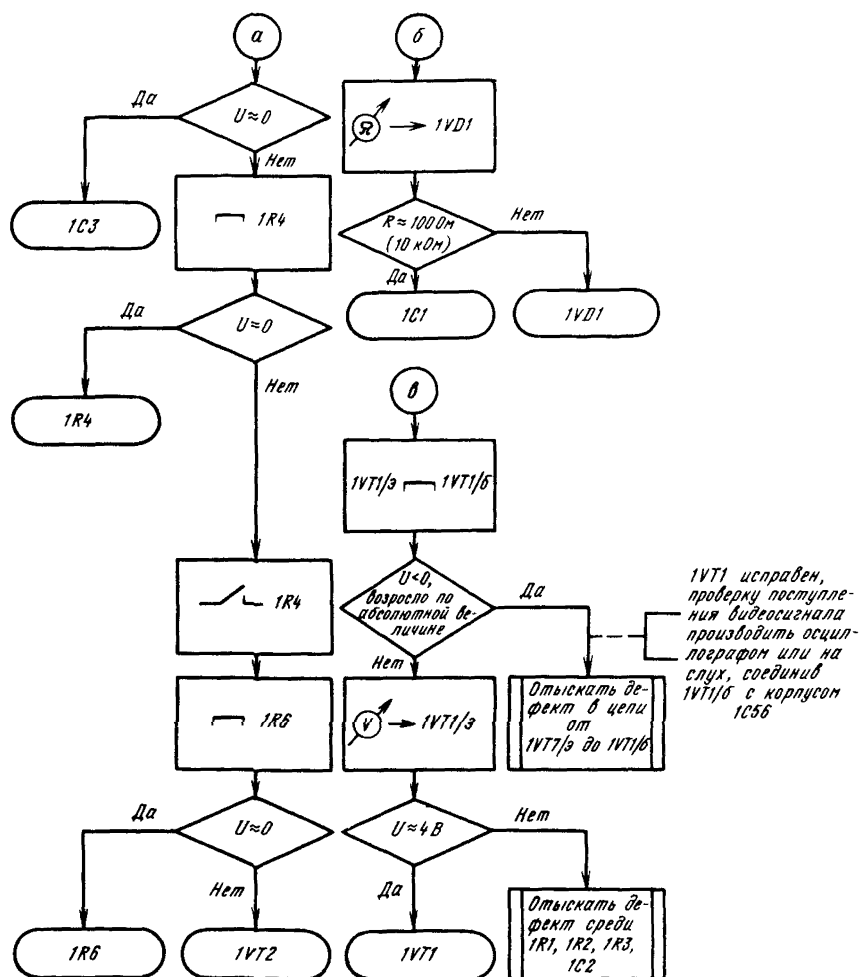 а
U≈0
Да
Нет
1C3
1R4
U≈0
Да
Нет
1R4
1R4
1R6
U≈0
Да
Нет
1R6
1VT2
б
Ω
1VD1
R≈100 Ом
(10 кОм)
Нет
Да
1C1
1VD1
в
1VT1/э
1VT1/б
U<0,
возросло по
абсолютной ве-
личине
Да
Нет
1VT1 исправен,
проверку поступле-
ния видеосигнала
производить осцил-
лографом или на
слух, соединив
1VT1/б с корпусом
1C56
Отыскать де-
фект в цепи
от
1VT7/э до 1VT1/б
V
1VT1/э
U≈4 В
Нет
Да
1VT1
Отыскать де-
фект среди
1R1, 1R2, 1R3,
1C2